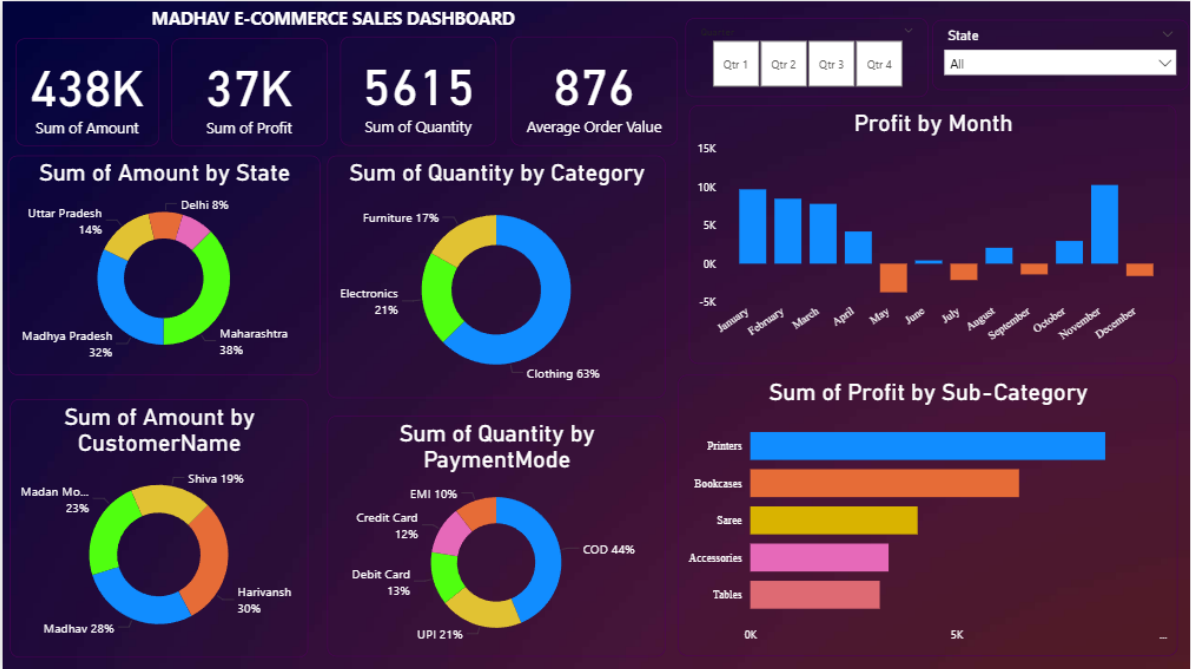 MADHAV E-COMMERCE SALES DASHBOARD
438K
Sum of Amount
37K
Sum of Profit
5615
Sum of Quantity
876
Average Order Value
Qtr 1
Qtr 2
Qtr 3
Qtr 4
State
All
Sum of Amount by State
Delhi 8%
Uttar Pradesh
14%
Madhya Pradesh
32%
Maharashtra
38%
Sum of Quantity by Category
Furniture 17%
Electronics
21%
Clothing 63%
Profit by Month
15K
10K
5K
0K
-5K
January
February
March
April
May
June
July
August
September
October
November
December
Sum of Amount by
CustomerName
Shiva 19%
Madan Mo...
23%
Harivansh
30%
Madhav 28%
Sum of Quantity by
PaymentMode
EMI 10%
Credit Card
12%
COD 44%
Debit Card
13%
UPI 21%
Sum of Profit by Sub-Category
Printers
Bookcases
Saree
Accessories
Tables
0K
5K
...